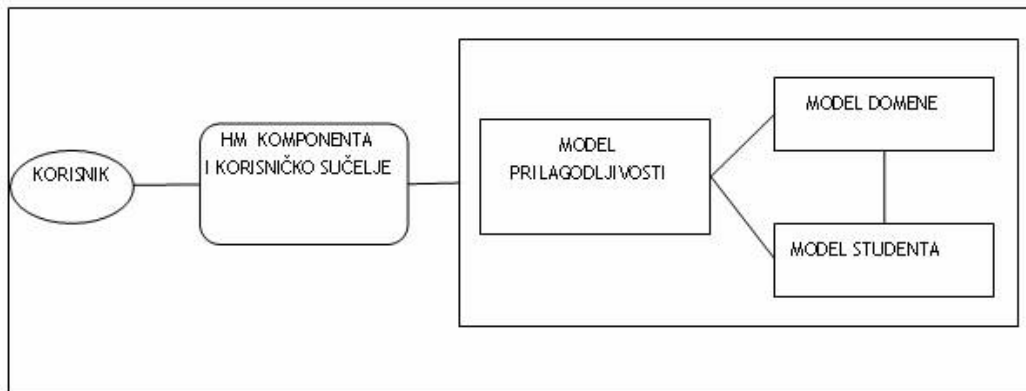 KORISNIK
HM KOMPONENTA
I KORISNIČKO SUČELJE
MODEL
PRILAGODLJIVOSTI
MODEL DOMENE
MODEL STUDENTA